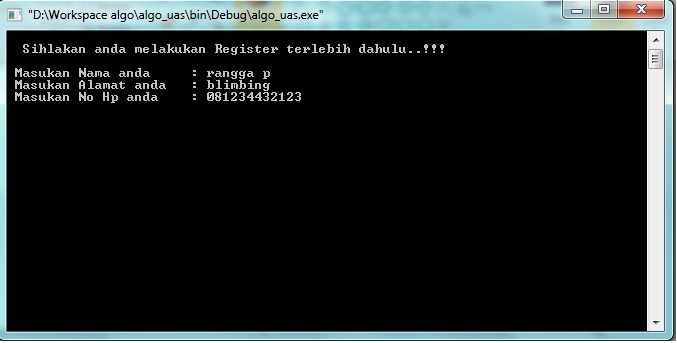 "D:\Workspace algo\algo_uas\bin\Debug\algo_uas.exe"
Sihlakan anda melakukan Register terlebih dahulu..!!!
Masukan Nama anda : rangga p
Masukan Alamat anda : blimbing
Masukan No Hp anda : 081234432123